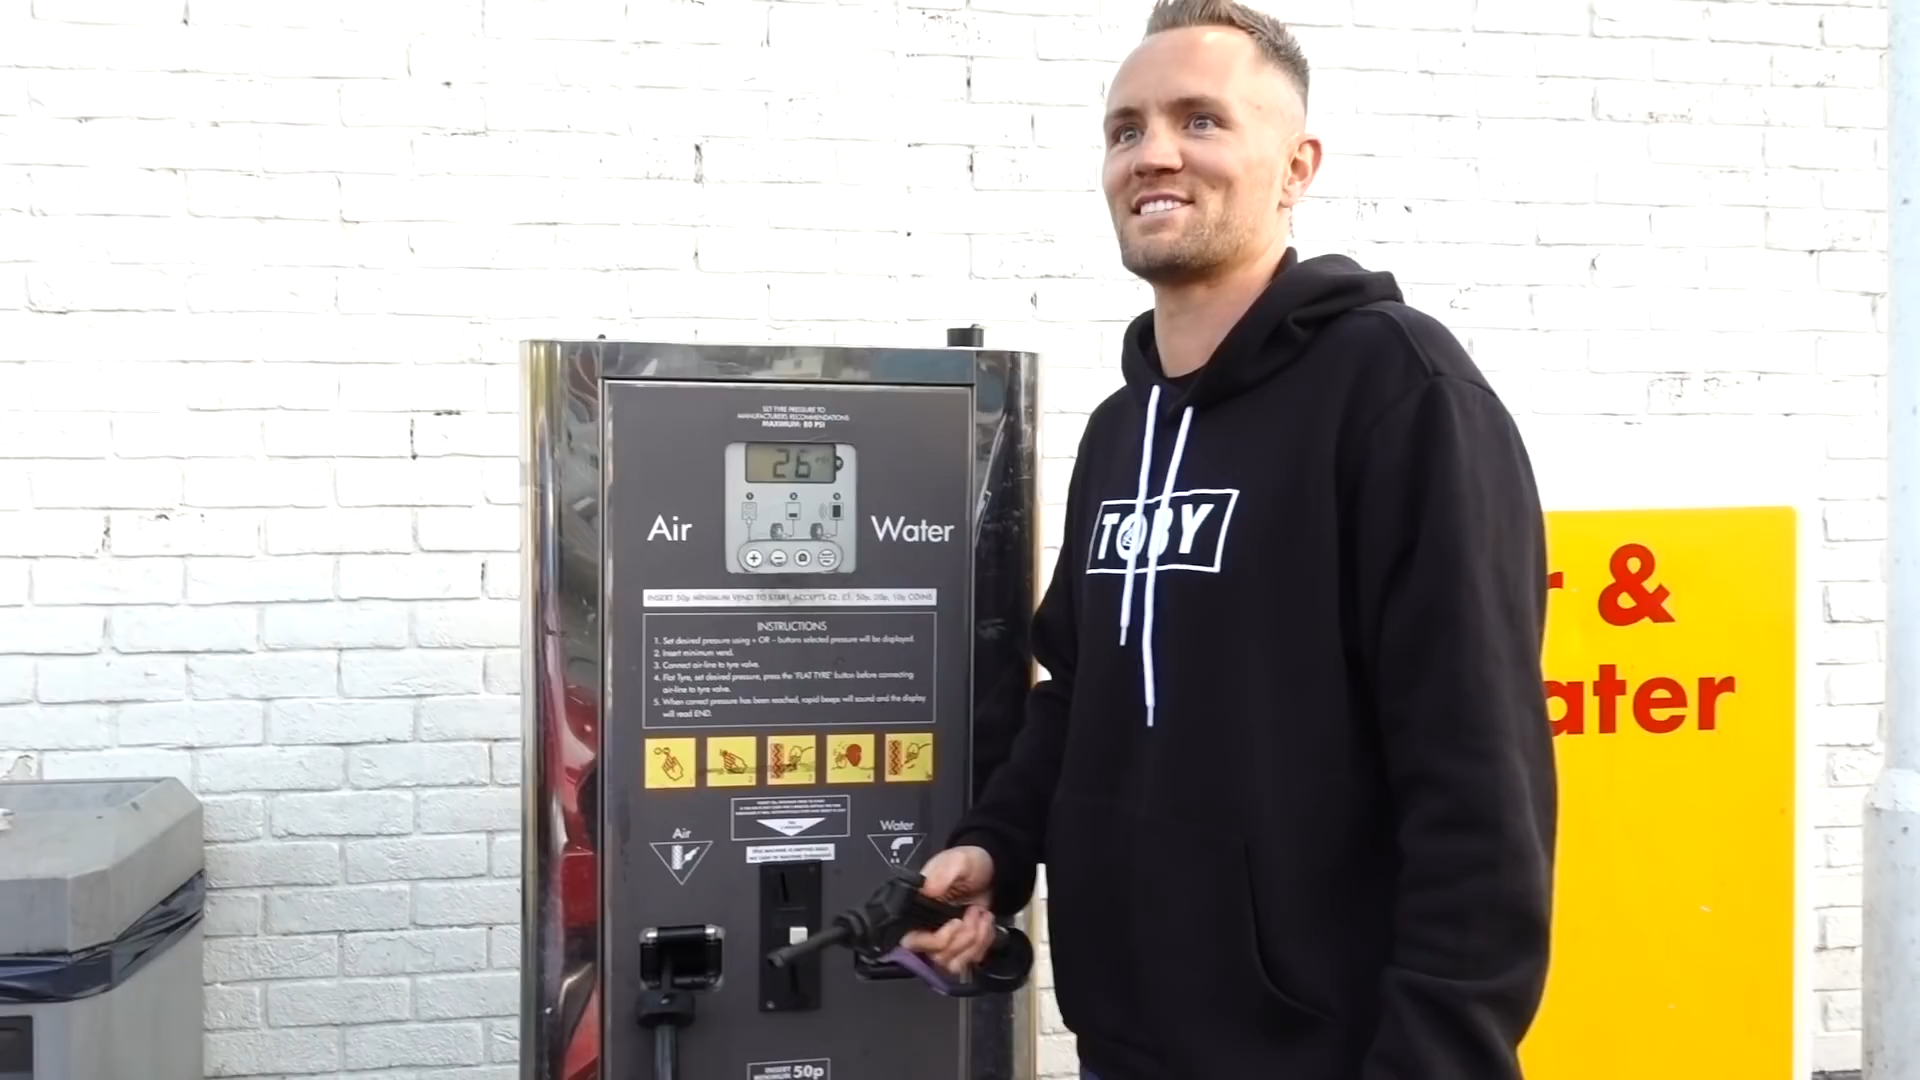 SET TYRE PRESSURE TO
MANUFACTURERS RECOMMENDATIONS
MAXIMUM: 80 PSI
26 PSI
Air
Water
INSERT 50p MINIMUM VEND TO START, ACCEPTS £2, £1, 50p, 20p, 10p COINS
INSTRUCTIONS
1. Set desired pressure using + OR – buttons selected pressure will be displayed.
2. Insert minimum vend.
3. Connect air-line to tyre valve.
4. Flat Tyre, set desired pressure, press the 'FLAT TYRE' button before connecting
air-line to tyre valve.
5. When correct pressure has been reached, rapid beeps will sound and the display
will read END.
Air
Water
INSERT
MINIMUM 50p
TOBY
r &
ater